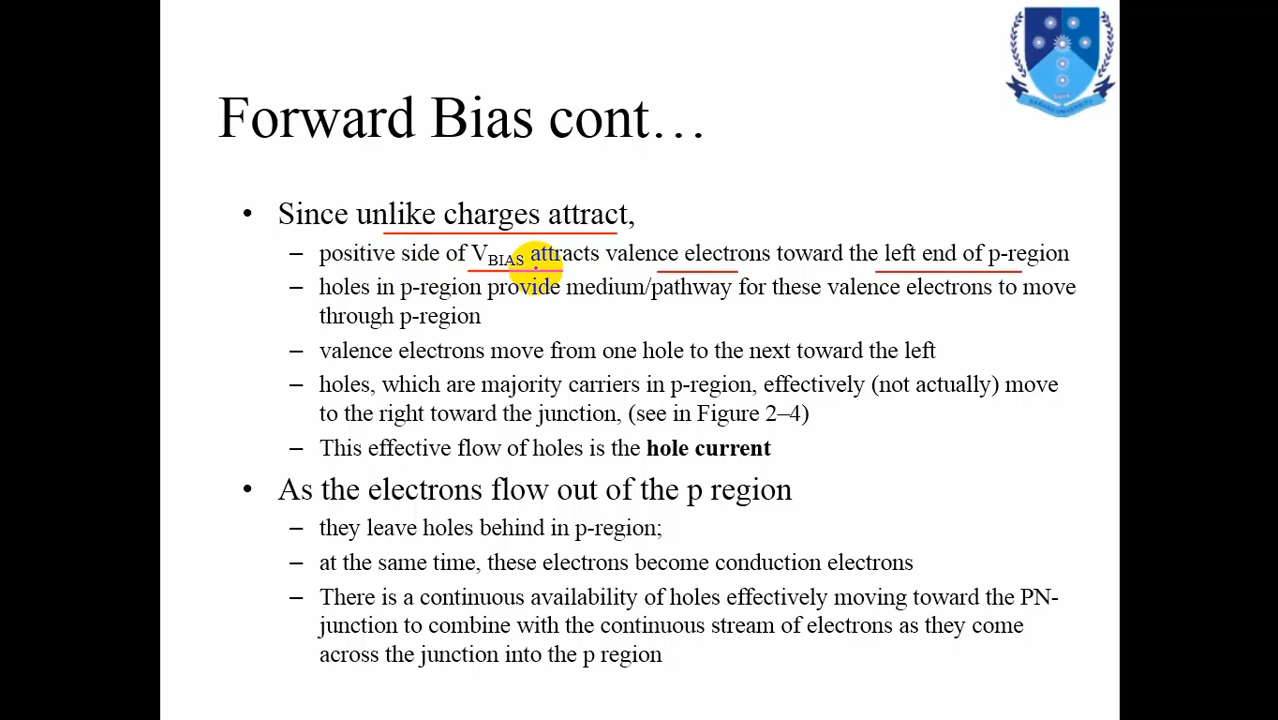 Forward Bias cont…
• Since unlike charges attract,
– positive side of VBIAS attracts valence electrons toward the left end of p-region
– holes in p-region provide medium/pathway for these valence electrons to move
through p-region
– valence electrons move from one hole to the next toward the left
– holes, which are majority carriers in p-region, effectively (not actually) move
to the right toward the junction, (see in Figure 2–4)
– This effective flow of holes is the hole current
• As the electrons flow out of the p region
– they leave holes behind in p-region;
– at the same time, these electrons become conduction electrons
– There is a continuous availability of holes effectively moving toward the PN-
junction to combine with the continuous stream of electrons as they come
across the junction into the p region